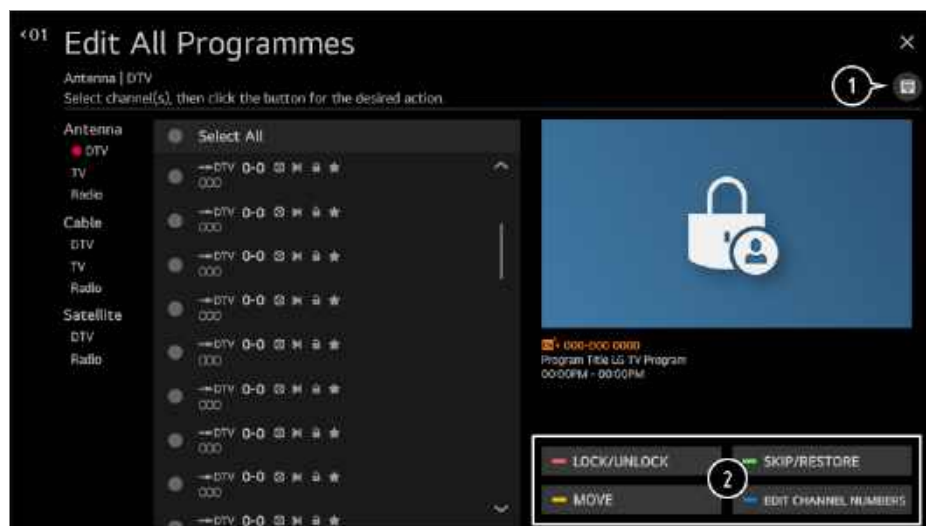 ‹01 Edit All Programmes
Antenna | DTV
Select channel(s), then click the button for the desired action.
1
Antenna
DTV
TV
Radio
Cable
DTV
TV
Radio
Satellite
DTV
Radio
Select All
DTV 0-0
000
DTV 0-0
000
DTV 0-0
000
DTV 0-0
000
DTV 0-0
000
DTV 0-0
000
DTV 0-0
000
DTV 0-0
000
DTV 0-0
000-000 0000
Program Title LG TV Program
00:00PM - 00:00PM
LOCK/UNLOCK
SKIP/RESTORE
2
MOVE
EDIT CHANNEL NUMBERS